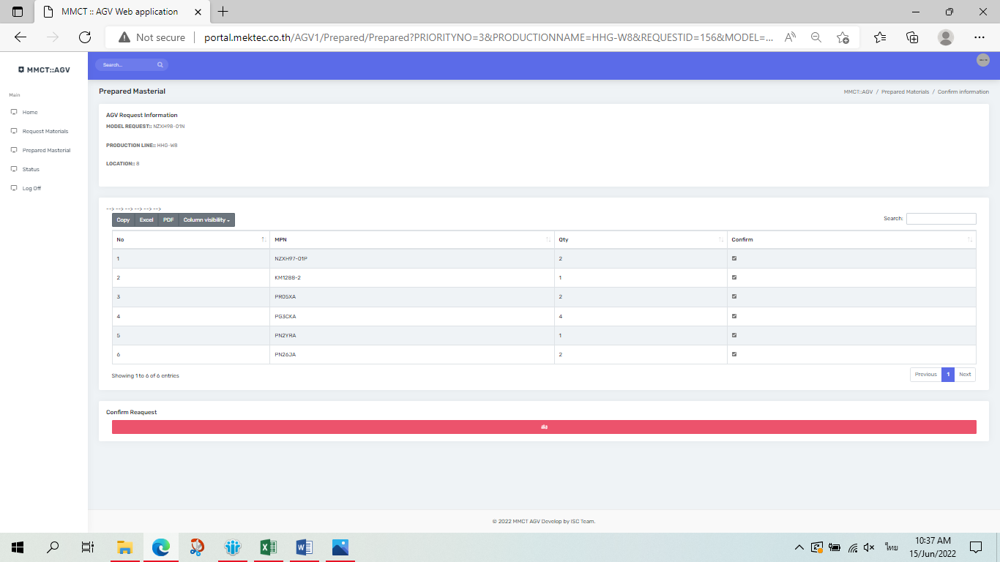 MMCT :: AGV Web application
Not secure
portal.mektec.co.th/AGV1/Prepared/Prepared?PRIORITYNO=3&PRODUCTIONNAME=HHG-W8&REQUESTID=156&MODEL=...
MMCT::AGV
Search...
Main
Home
Request Materials
Prepared Masterial
Status
Log Off
Prepared Masterial
MMCT::AGV / Prepared Materials / Confirm information
AGV Request Information
MODEL REQUEST:: NZXH98-01N
PRODUCTION LINE:: HHG-W8
LOCATION:: 8
--> --> --> --> --> -->
Copy Excel PDF Column visibility
Search:
No MPN Qty Confirm
1 NZXH97-01P 2
2 KM1288-2 1
3 PR05XA 2
4 PG3CKA 4
5 PN2YRA 1
6 PN26JA 2
Showing 1 to 6 of 6 entries
Previous 1 Next
Confirm Reaquest
ส่ง
© 2022 MMCT AGV Develop by ISC Team.
ไทย
10:37 AM
15/Jun/2022